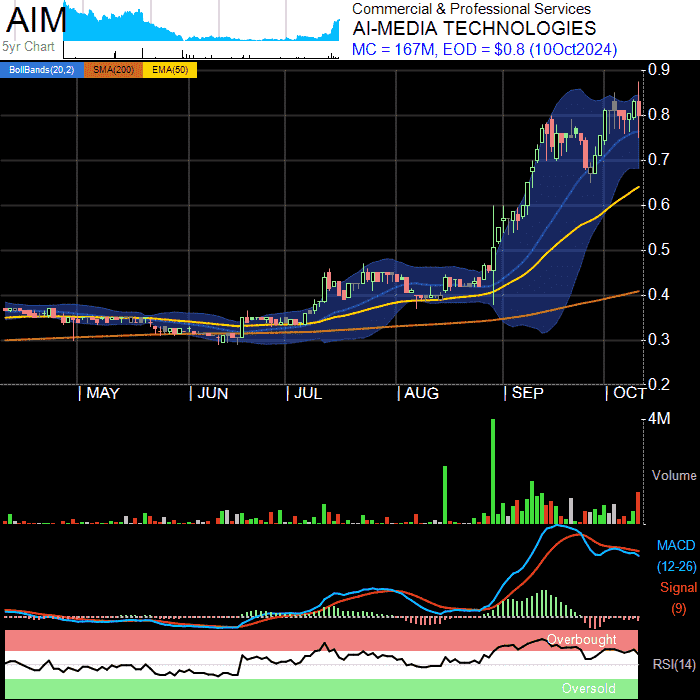 AIM
5yr Chart
Commercial & Professional Services
AI-MEDIA TECHNOLOGIES
MC = 167M, EOD = $0.8 (10Oct2024)
BollBands(20,2) SMA(200) EMA(50)
0.9
0.8
0.7
0.6
0.5
0.4
0.3
0.2
MAY JUN JUL AUG SEP OCT
4M
Volume
MACD
(12-26)
Signal
(9)
Overbought
RSI(14)
Oversold